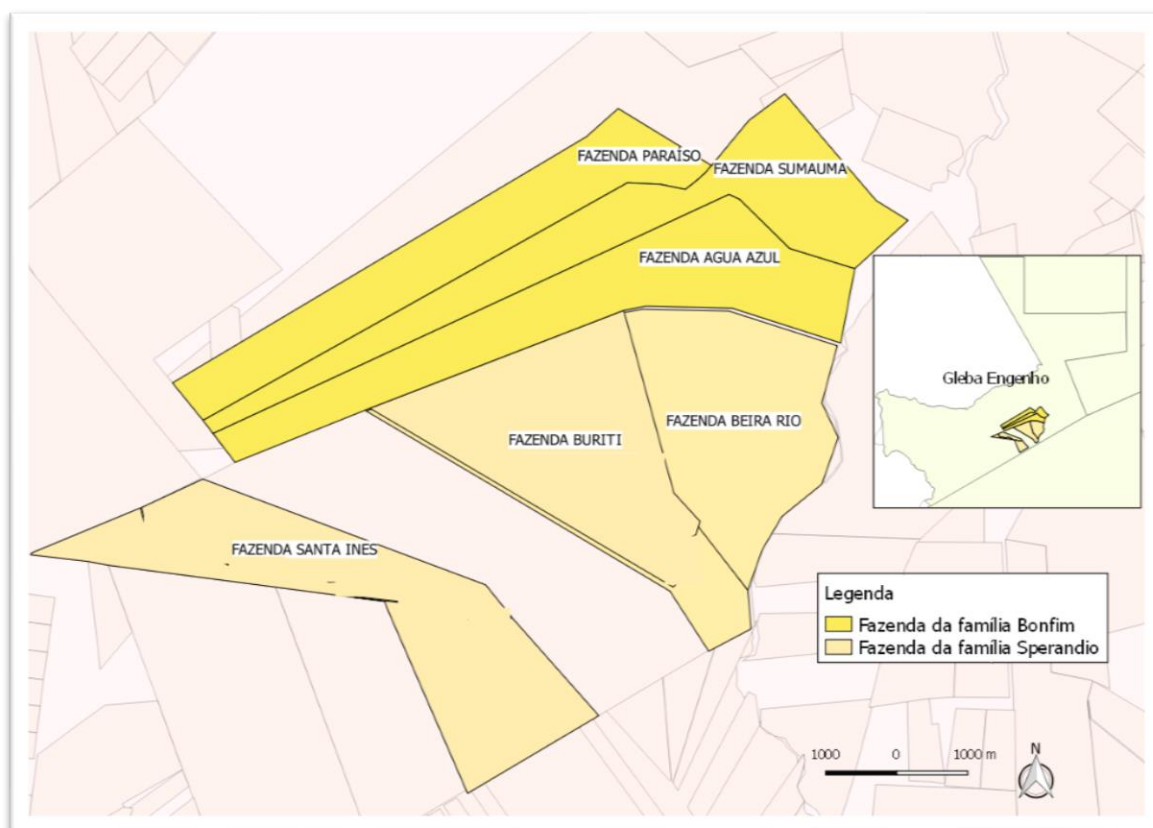 FAZENDA PARAÍSO
FAZENDA SUMAUMA
FAZENDA AGUA AZUL
Gleba Engenho
FAZENDA BEIRA RIO
FAZENDA BURITI
FAZENDA SANTA INES
Legenda
Fazenda da família Bonfim
Fazenda da família Sperandio
1000 0 1000 m
N